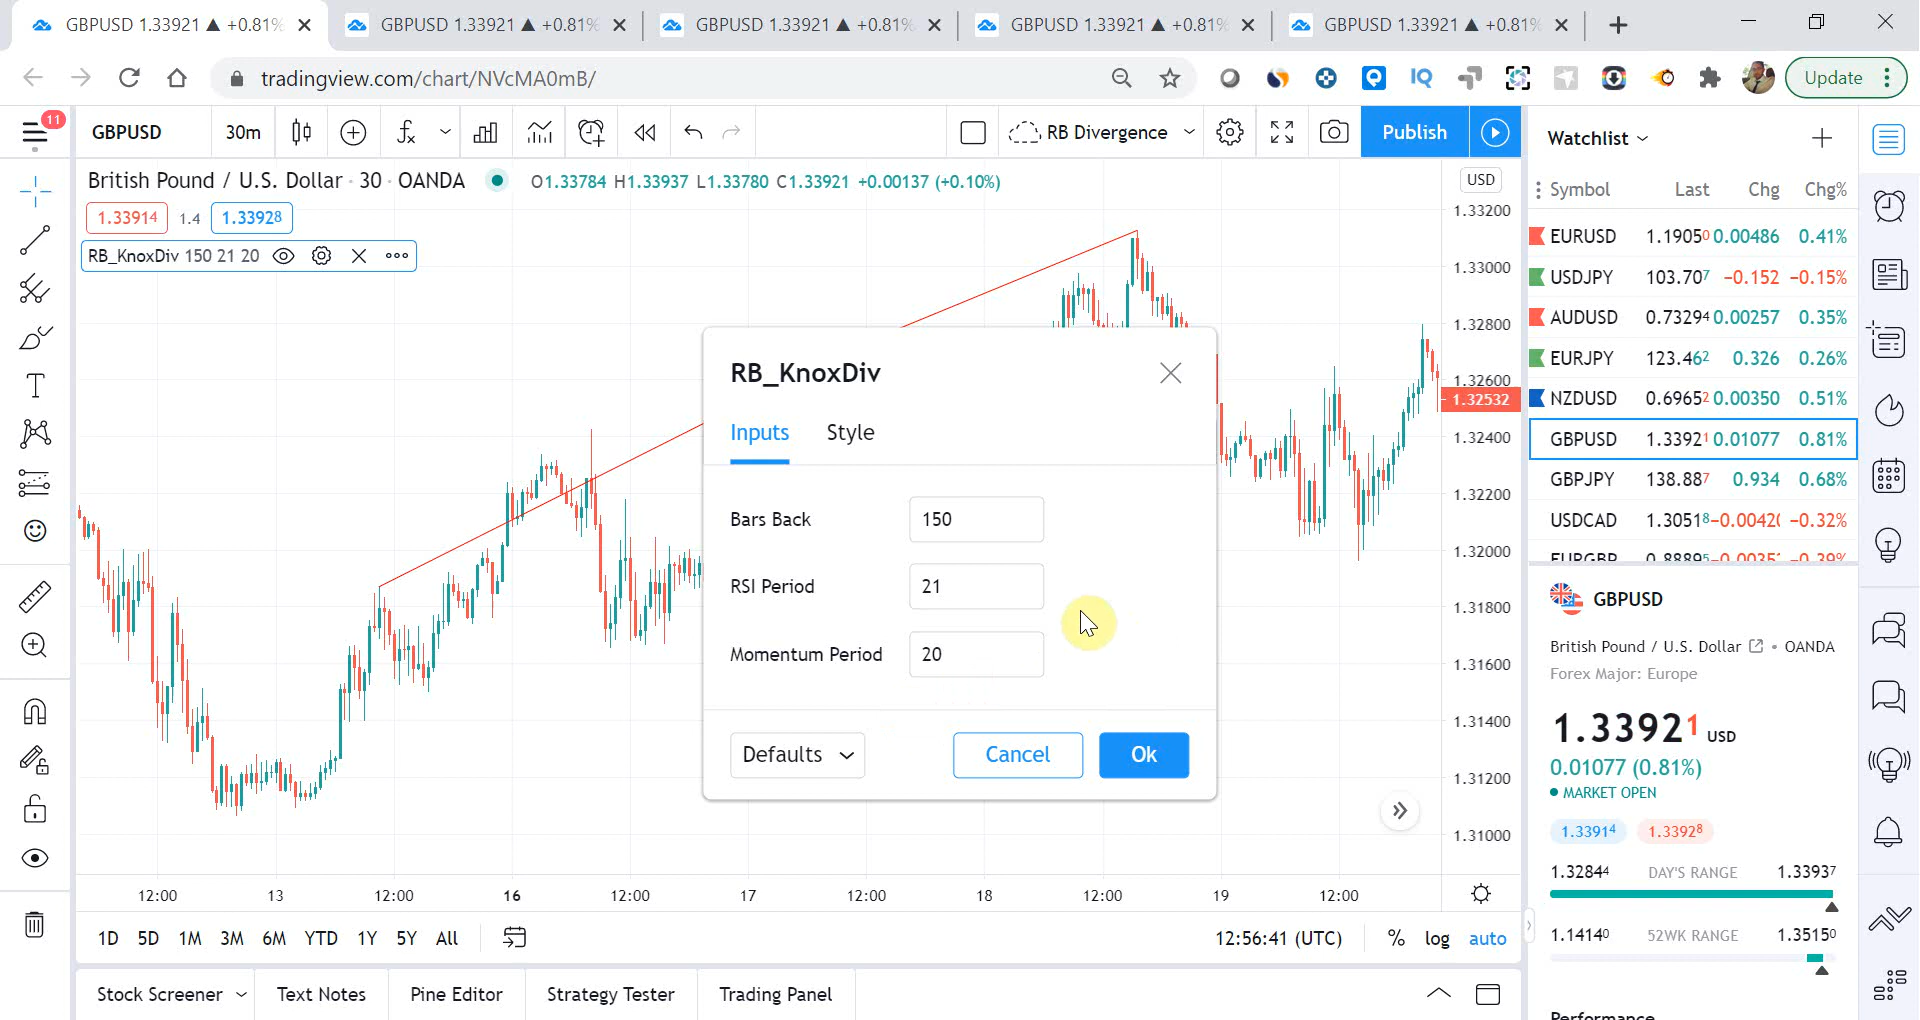 GBPUSD 1.33921 ▲ +0.81%
GBPUSD 1.33921 ▲ +0.81%
GBPUSD 1.33921 ▲ +0.81%
GBPUSD 1.33921 ▲ +0.81%
GBPUSD 1.33921 ▲ +0.81%
tradingview.com/chart/NVcMA0mB/
IQ
Update
11
GBPUSD
30m
RB Divergence
Publish
British Pound / U.S. Dollar · 30 · OANDA
O1.33784 H1.33937 L1.33780 C1.33921 +0.00137 (+0.10%)
1.33914
1.4
1.33928
RB_KnoxDiv 150 21 20
USD
1.33200
1.33000
1.32800
1.32600
1.32532
1.32400
1.32200
1.32000
1.31800
1.31600
1.31400
1.31200
1.31000
RB_KnoxDiv
Inputs
Style
Bars Back
150
RSI Period
21
Momentum Period
20
Defaults
Cancel
Ok
12:00
13
12:00
16
12:00
17
12:00
18
12:00
19
12:00
1D 5D 1M 3M 6M YTD 1Y 5Y All
12:56:41 (UTC)
%
log
auto
Stock Screener
Text Notes
Pine Editor
Strategy Tester
Trading Panel
Watchlist
Symbol Last Chg Chg%
EURUSD 1.19050 0.00486 0.41%
USDJPY 103.707 −0.152 −0.15%
AUDUSD 0.73294 0.00257 0.35%
EURJPY 123.462 0.326 0.26%
NZDUSD 0.69652 0.00350 0.51%
GBPUSD 1.33921 0.01077 0.81%
GBPJPY 138.887 0.934 0.68%
USDCAD 1.30518 −0.0042 −0.32%
EURGBP 0.88895 −0.0035 −0.39%
GBPUSD
British Pound / U.S. Dollar • OANDA
Forex Major: Europe
1.33921 USD
0.01077 (0.81%)
MARKET OPEN
1.33914
1.33928
1.32844 DAY'S RANGE 1.33937
1.14140 52WK RANGE 1.35150
Performance